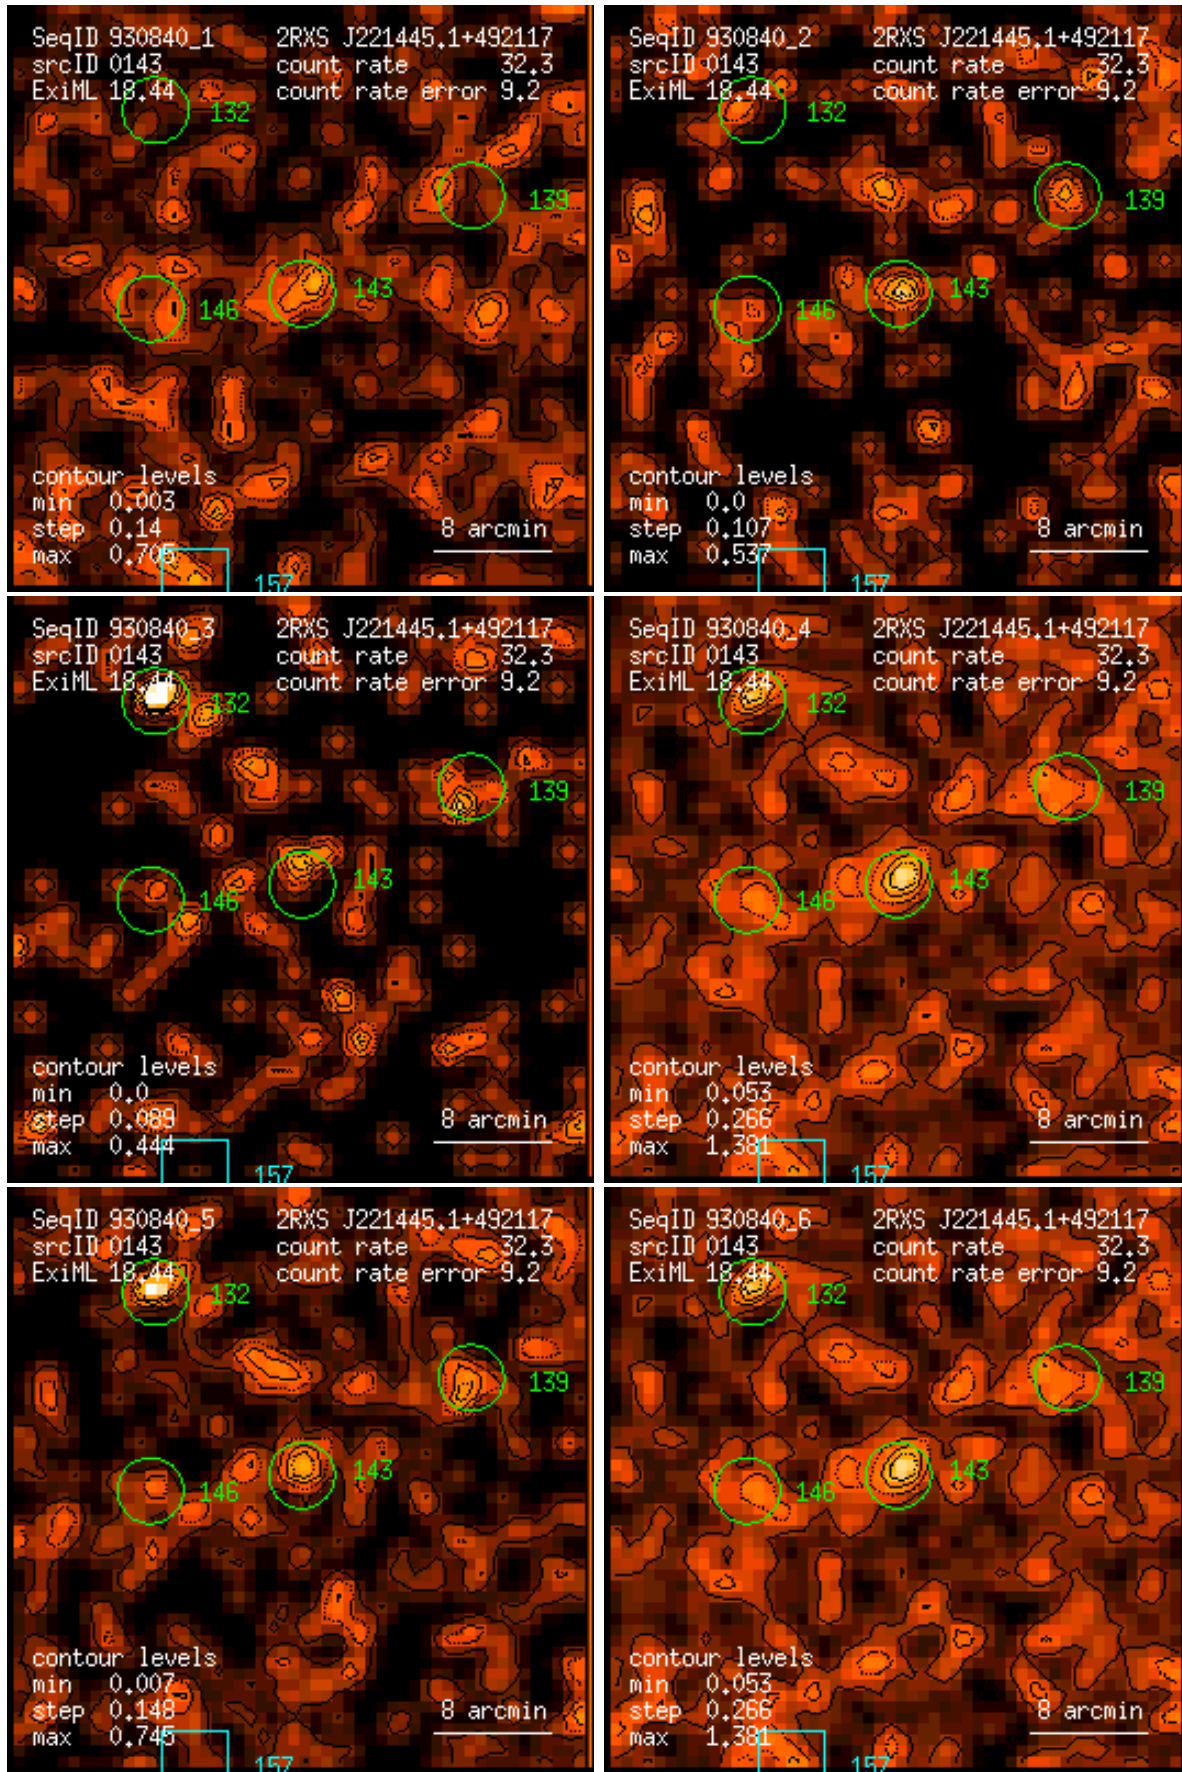 SeqID 930840_1 2RXS J221445.1+492117
srcID 0143 count rate 32.3
ExiML 18.44 count rate error 9.2
132
139
143
146
contour levels
min 0.003
step 0.14
max 0.706
8 arcmin
157
SeqID 930840_2 2RXS J221445.1+492117
srcID 0143 count rate 32.3
ExiML 18.44 count rate error 9.2
132
139
143
146
contour levels
min 0.0
step 0.107
max 0.537
8 arcmin
157
SeqID 930840_3 2RXS J221445.1+492117
srcID 0143 count rate 32.3
ExiML 18.44 count rate error 9.2
132
139
143
146
contour levels
min 0.0
step 0.089
max 0.444
8 arcmin
157
SeqID 930840_4 2RXS J221445.1+492117
srcID 0143 count rate 32.3
ExiML 18.44 count rate error 9.2
132
139
143
146
contour levels
min 0.053
step 0.266
max 1.381
8 arcmin
157
SeqID 930840_5 2RXS J221445.1+492117
srcID 0143 count rate 32.3
ExiML 18.44 count rate error 9.2
132
139
143
146
contour levels
min 0.007
step 0.148
max 0.745
8 arcmin
157
SeqID 930840_6 2RXS J221445.1+492117
srcID 0143 count rate 32.3
ExiML 18.44 count rate error 9.2
132
139
143
146
contour levels
min 0.053
step 0.266
max 1.381
8 arcmin
157